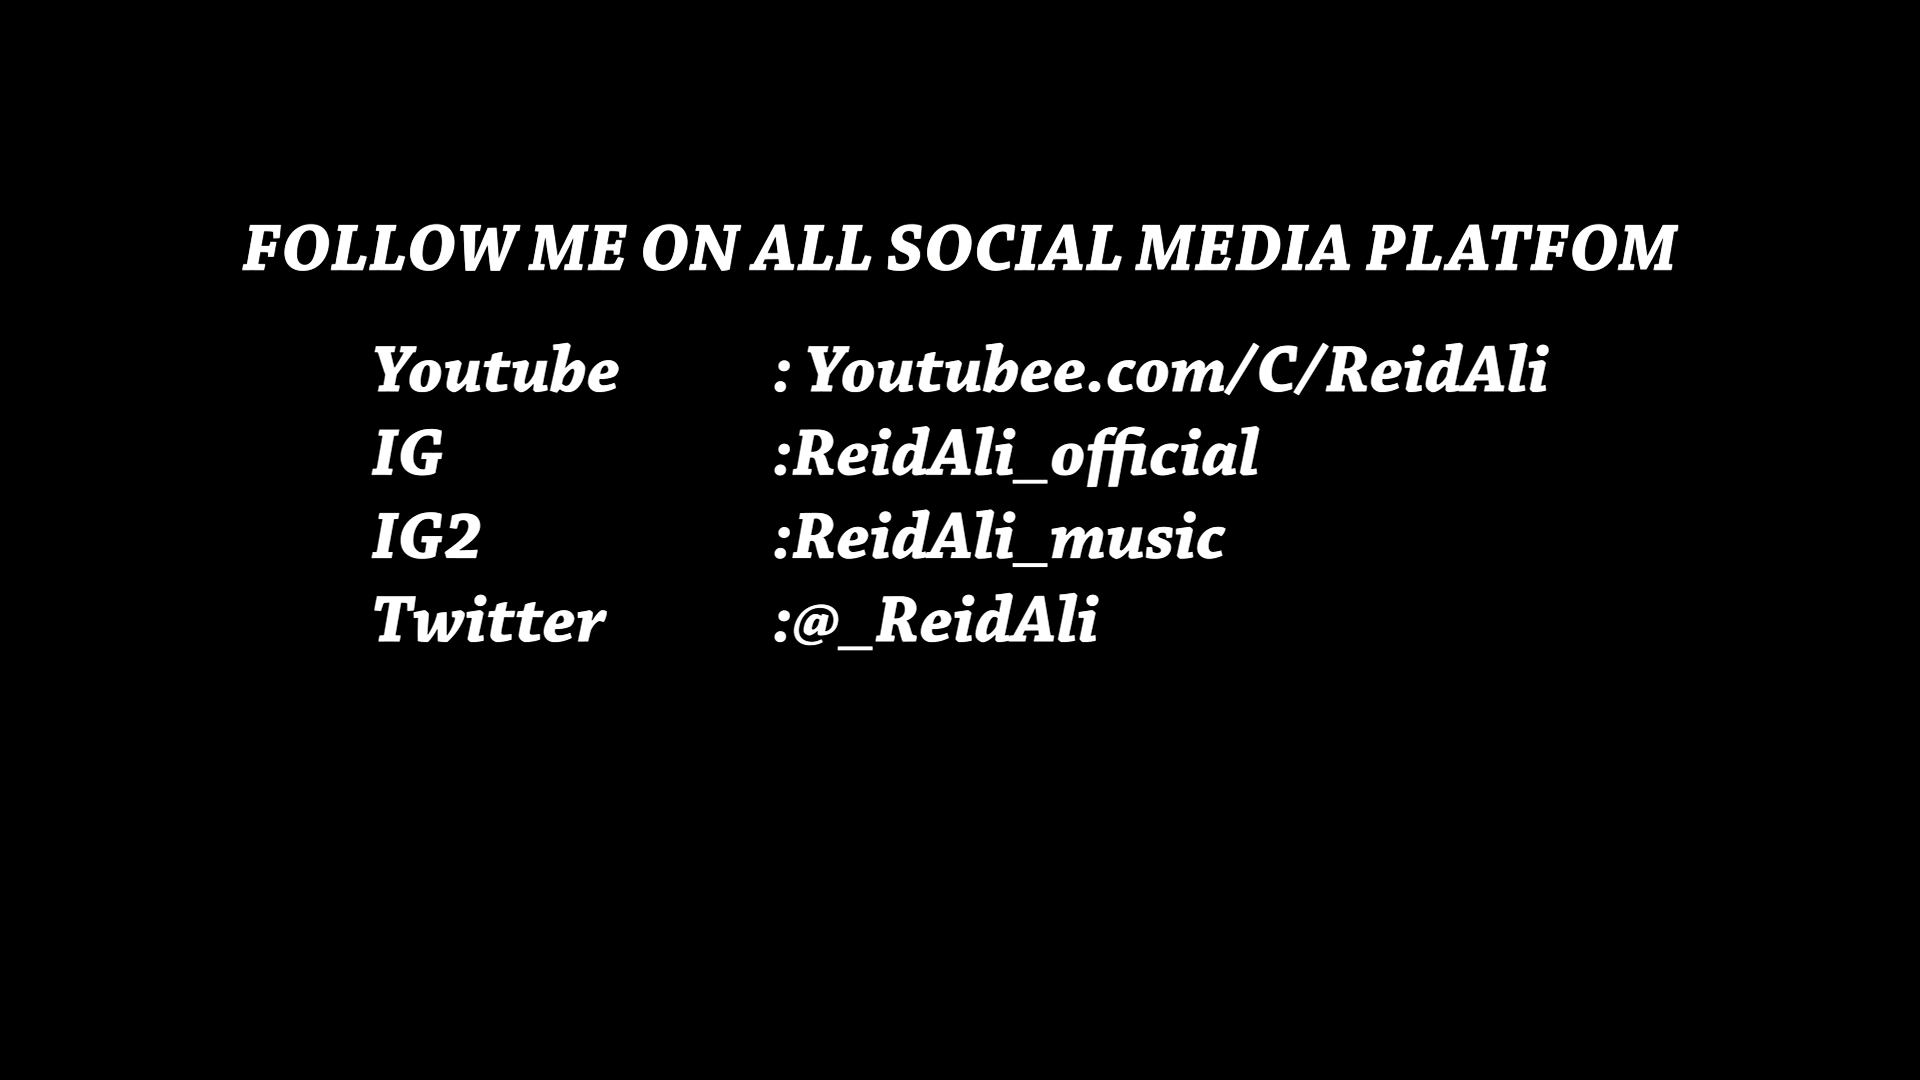 FOLLOW ME ON ALL SOCIAL MEDIA PLATFOM
Youtube : Youtubee.com/C/ReidAli
IG :ReidAli_official
IG2 :ReidAli_music
Twitter :@_ReidAli